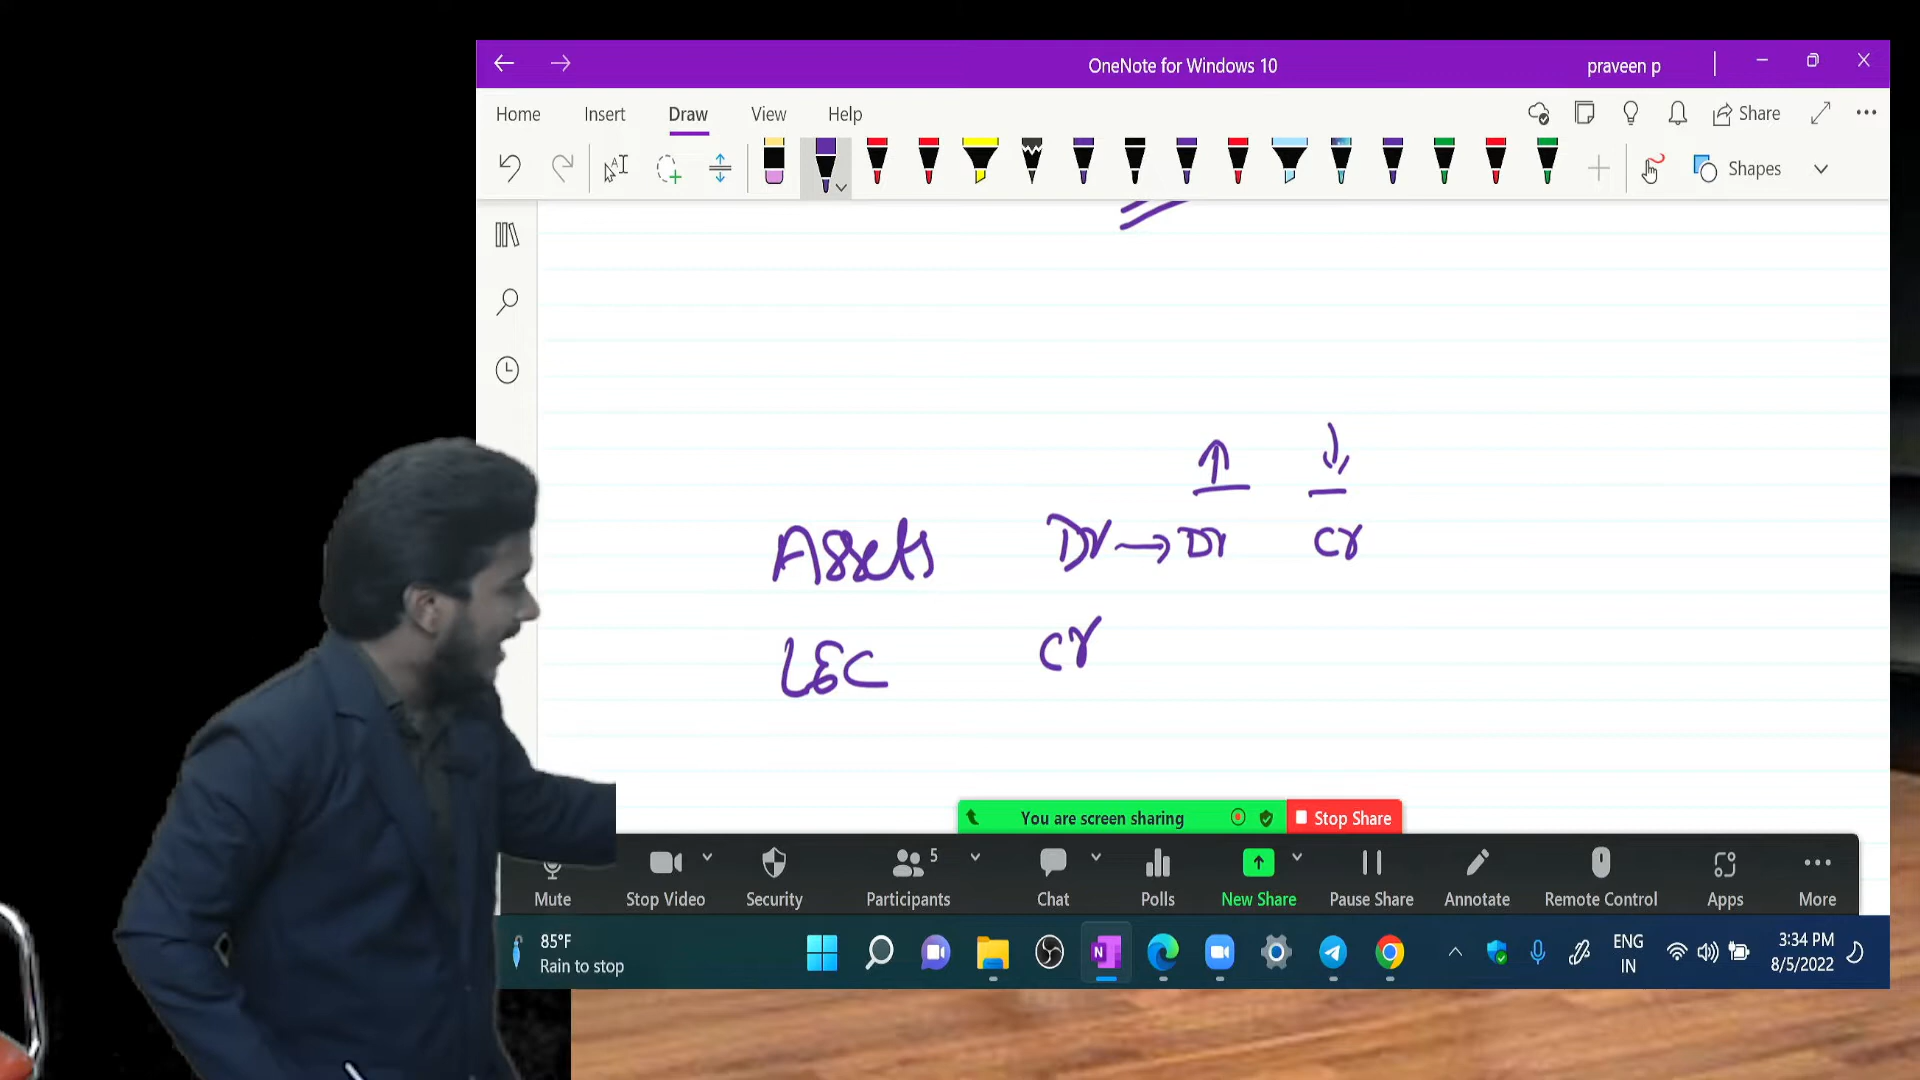 OneNote for Windows 10 praveen p
Home Insert Draw View Help Share
Shapes
Assets Dr → Dr Cr
L&C Cr
You are screen sharing Stop Share
5
Mute Stop Video Security Participants Chat Polls New Share Pause Share Annotate Remote Control Apps More
85°F
Rain to stop
ENG
IN
3:34 PM
8/5/2022